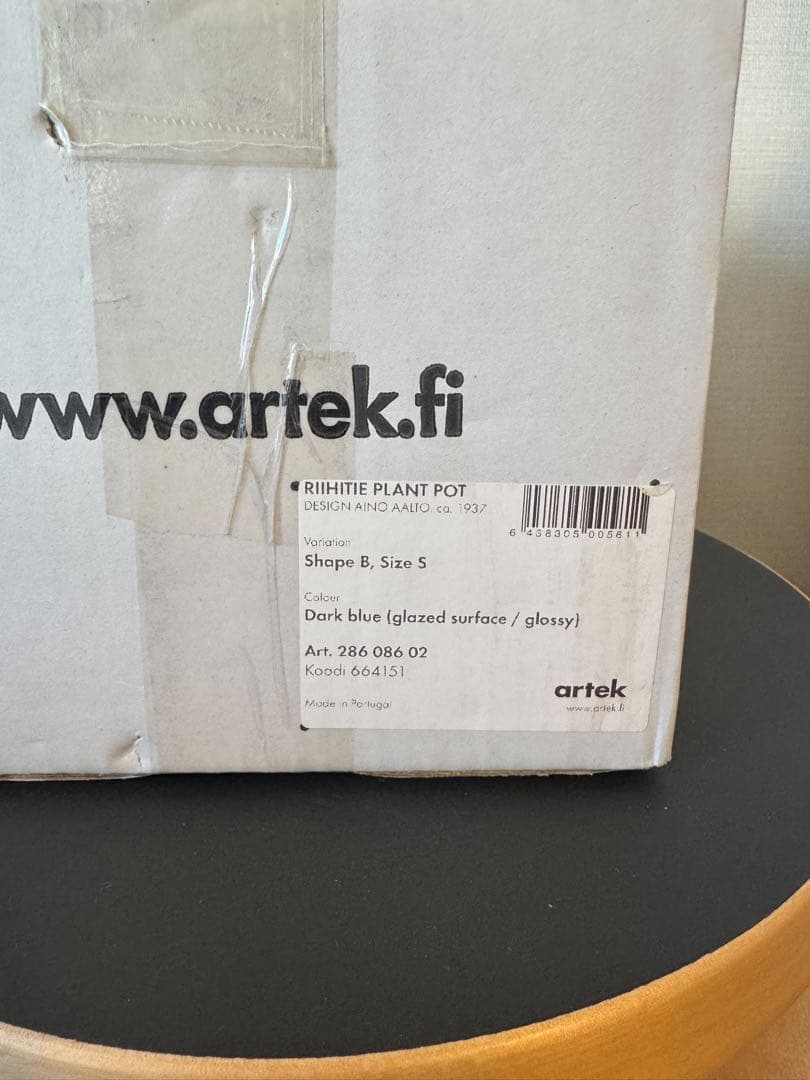 www.artek.fi
RIIHITIE PLANT POT
DESIGN AINO AALTO, ca. 1937
6 438305 005811
Variation
Shape B, Size S
Colour
Dark blue (glazed surface / glossy)
Art. 286 086 02
Koodi 664151
Made in Portugal
artek
www.artek.fi